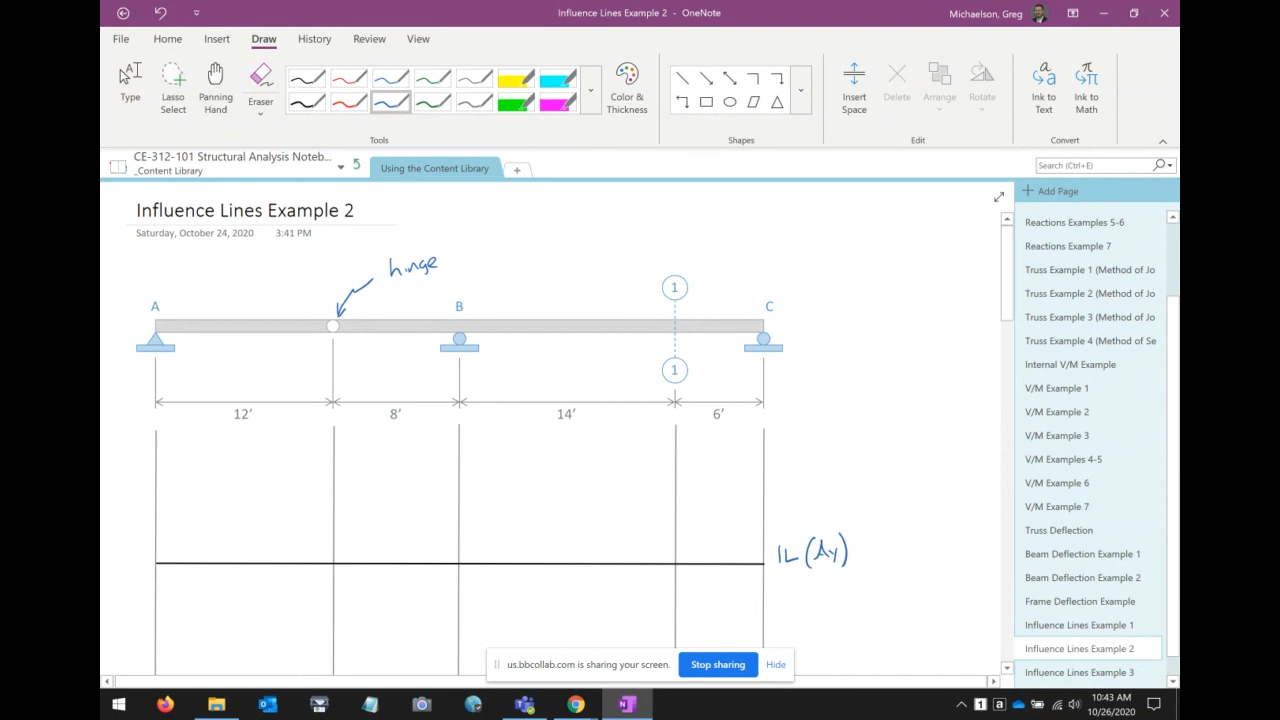 Influence Lines Example 2 - OneNote
Michaelson, Greg
File Home Insert Draw History Review View
Type
Lasso Select
Panning Hand
Eraser
Color & Thickness
Insert Space
Delete
Arrange
Rotate
Ink to Text
Ink to Math
Tools
Shapes
Edit
Convert
CE-312-101 Structural Analysis Noteb...
_Content Library
Using the Content Library
Search (Ctrl+E)
Add Page
Influence Lines Example 2
Saturday, October 24, 2020 3:41 PM
hinge
A
B
1
C
1
12' 8' 14' 6'
IL (Ay)
Reactions Examples 5-6
Reactions Example 7
Truss Example 1 (Method of Jo
Truss Example 2 (Method of Jo
Truss Example 3 (Method of Jo
Truss Example 4 (Method of Se
Internal V/M Example
V/M Example 1
V/M Example 2
V/M Example 3
V/M Examples 4-5
V/M Example 6
V/M Example 7
Truss Deflection
Beam Deflection Example 1
Beam Deflection Example 2
Frame Deflection Example
Influence Lines Example 1
Influence Lines Example 2
Influence Lines Example 3
us.bbcollab.com is sharing your screen.
Stop sharing
Hide
10:43 AM
10/26/2020